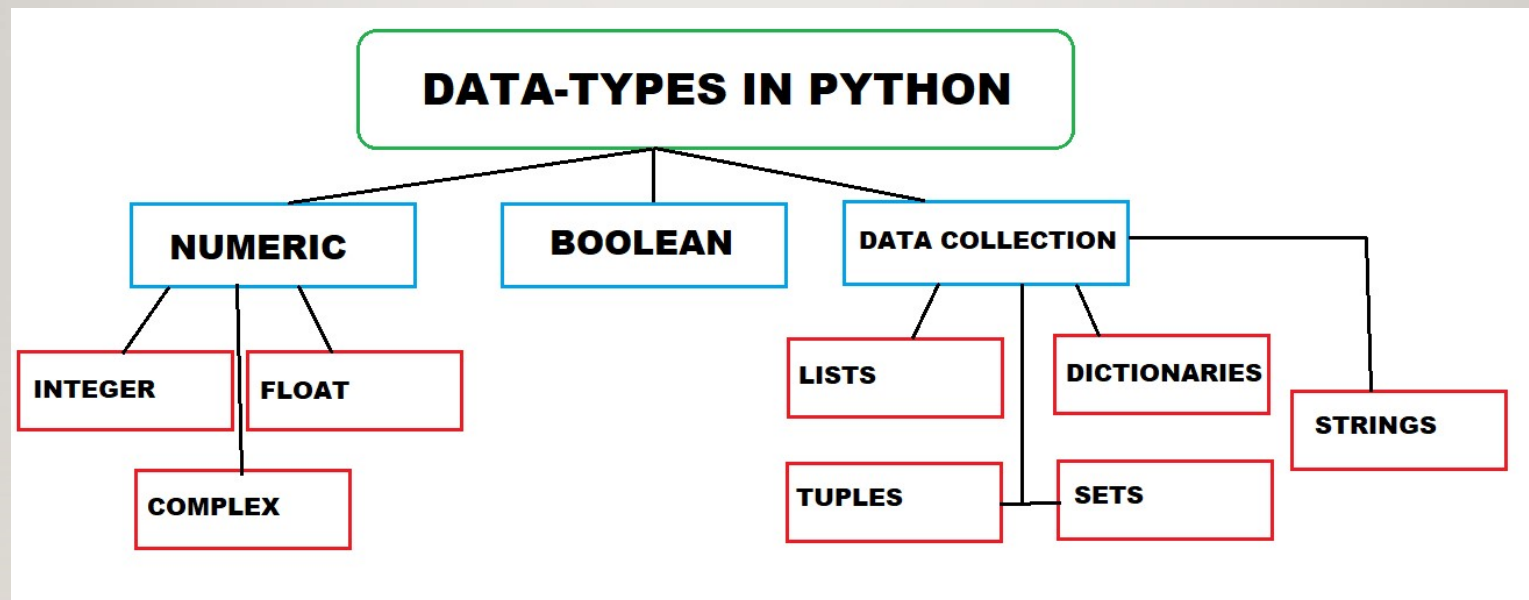 DATA-TYPES IN PYTHON
NUMERIC
BOOLEAN
DATA COLLECTION
INTEGER
FLOAT
COMPLEX
LISTS
DICTIONARIES
STRINGS
TUPLES
SETS